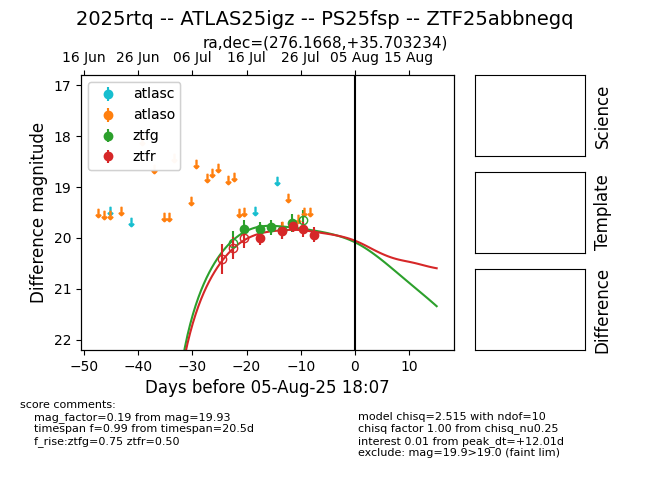 2025rtq -- ATLAS25igz -- PS25fsp -- ZTF25abbnegq
ra,dec=(276.1668,+35.703234)
16 Jun 26 Jun 06 Jul 16 Jul 26 Jul 05 Aug 15 Aug
atlasc
atlaso
ztfg
ztfr
17
18
19
20
21
22
Difference magnitude
−50 −40 −30 −20 −10 0 10
Days before 05-Aug-25 18:07
Science
Template
Difference
score comments:
mag_factor=0.19 from mag=19.93
timespan f=0.99 from timespan=20.5d
f_rise:ztfg=0.75 ztfr=0.50
model chisq=2.515 with ndof=10
chisq factor 1.00 from chisq_nu0.25
interest 0.01 from peak_dt=+12.01d
exclude: mag=19.9>19.0 (faint lim)